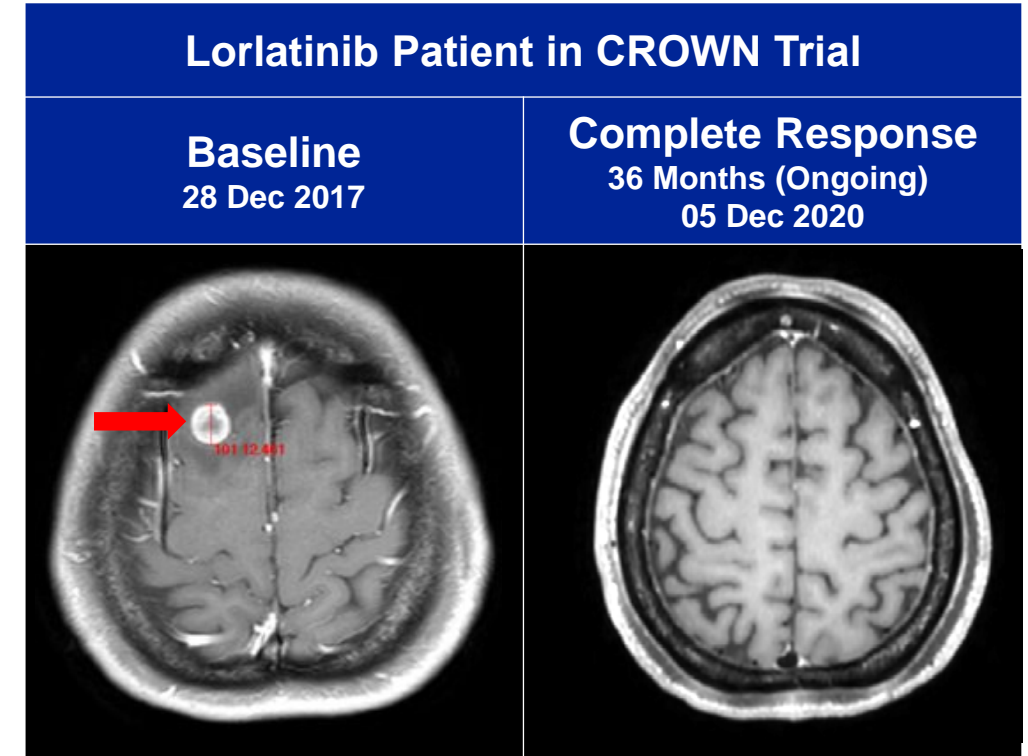 Lorlatinib Patient in CROWN Trial
Baseline
28 Dec 2017
Complete Response
36 Months (Ongoing)
05 Dec 2020